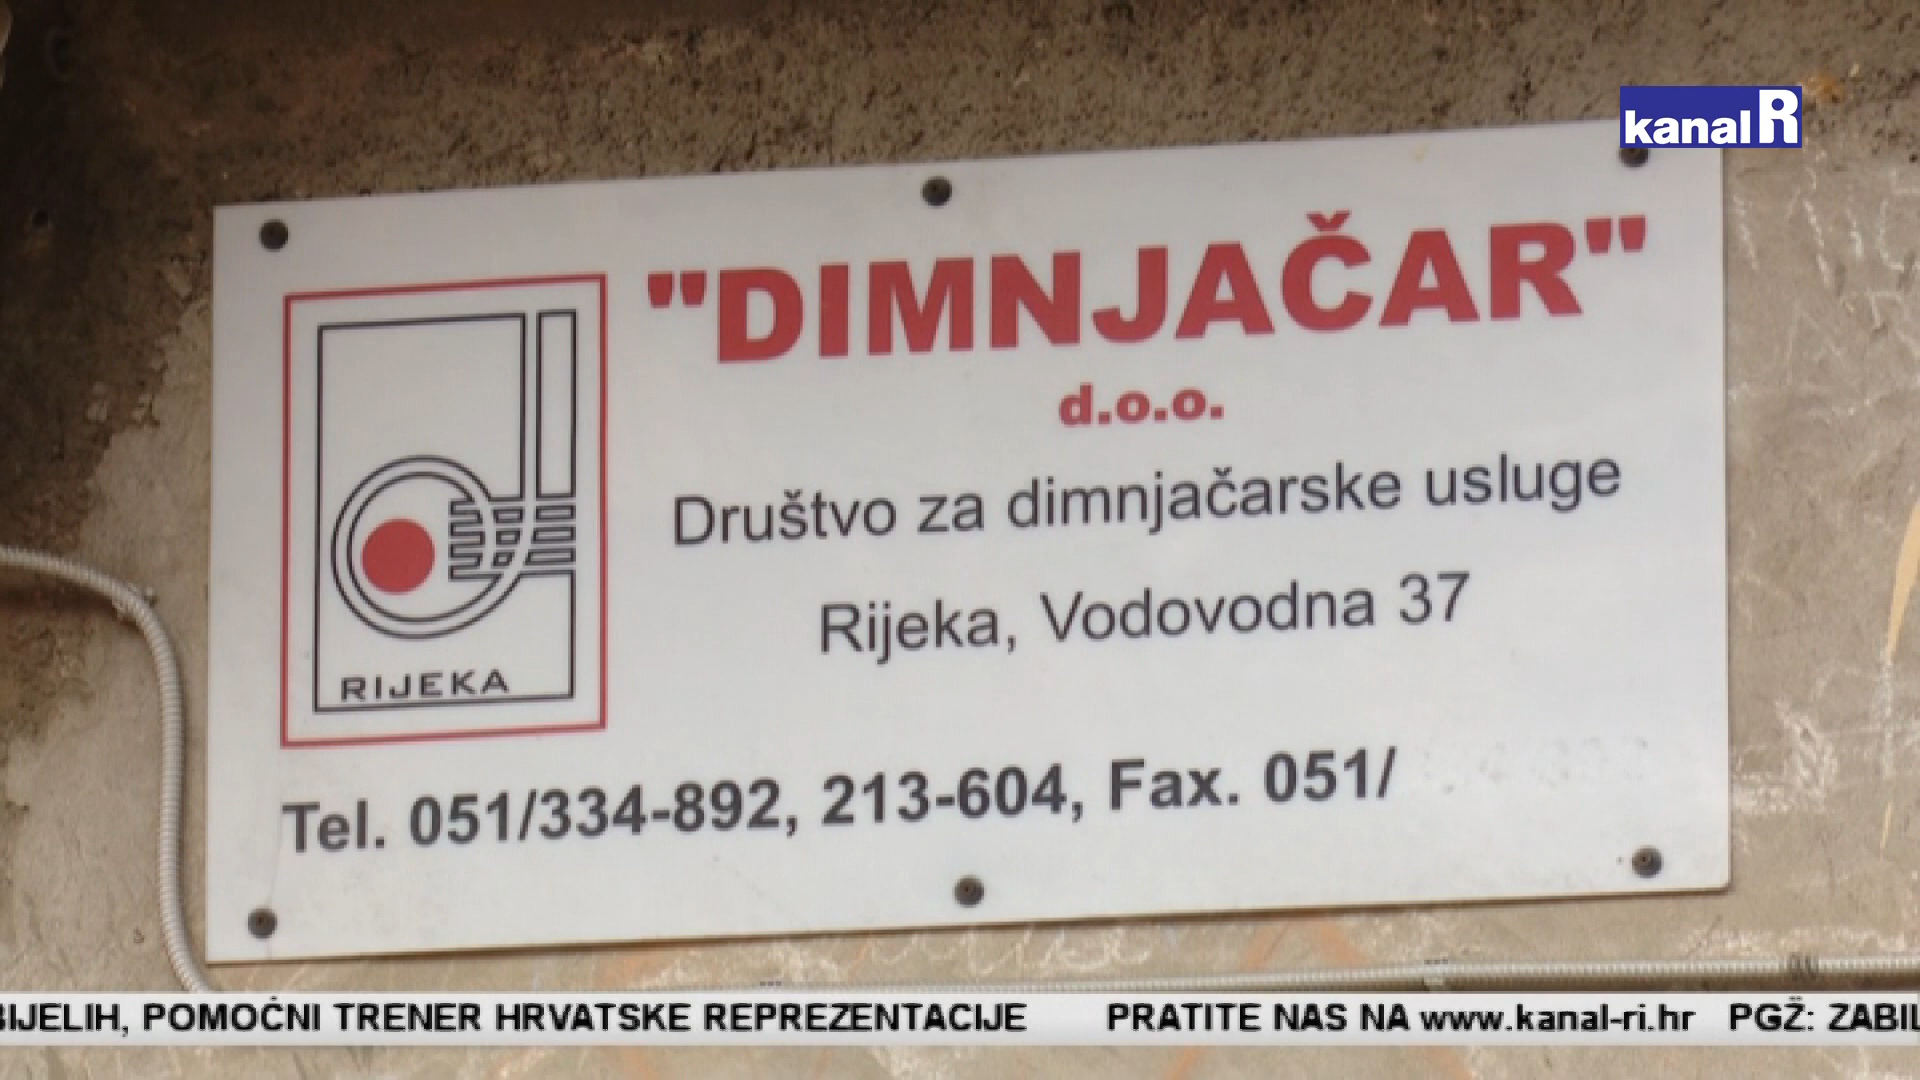 kanal R
"DIMNJAČAR"
d.o.o.
Društvo za dimnjačarske usluge
Rijeka, Vodovodna 37
RIJEKA
Tel. 051/334-892, 213-604, Fax. 051/
BIJELIH, POMOĆNI TRENER HRVATSKE REPREZENTACIJE PRATITE NAS NA www.kanal-ri.hr PGŽ: ZABIL